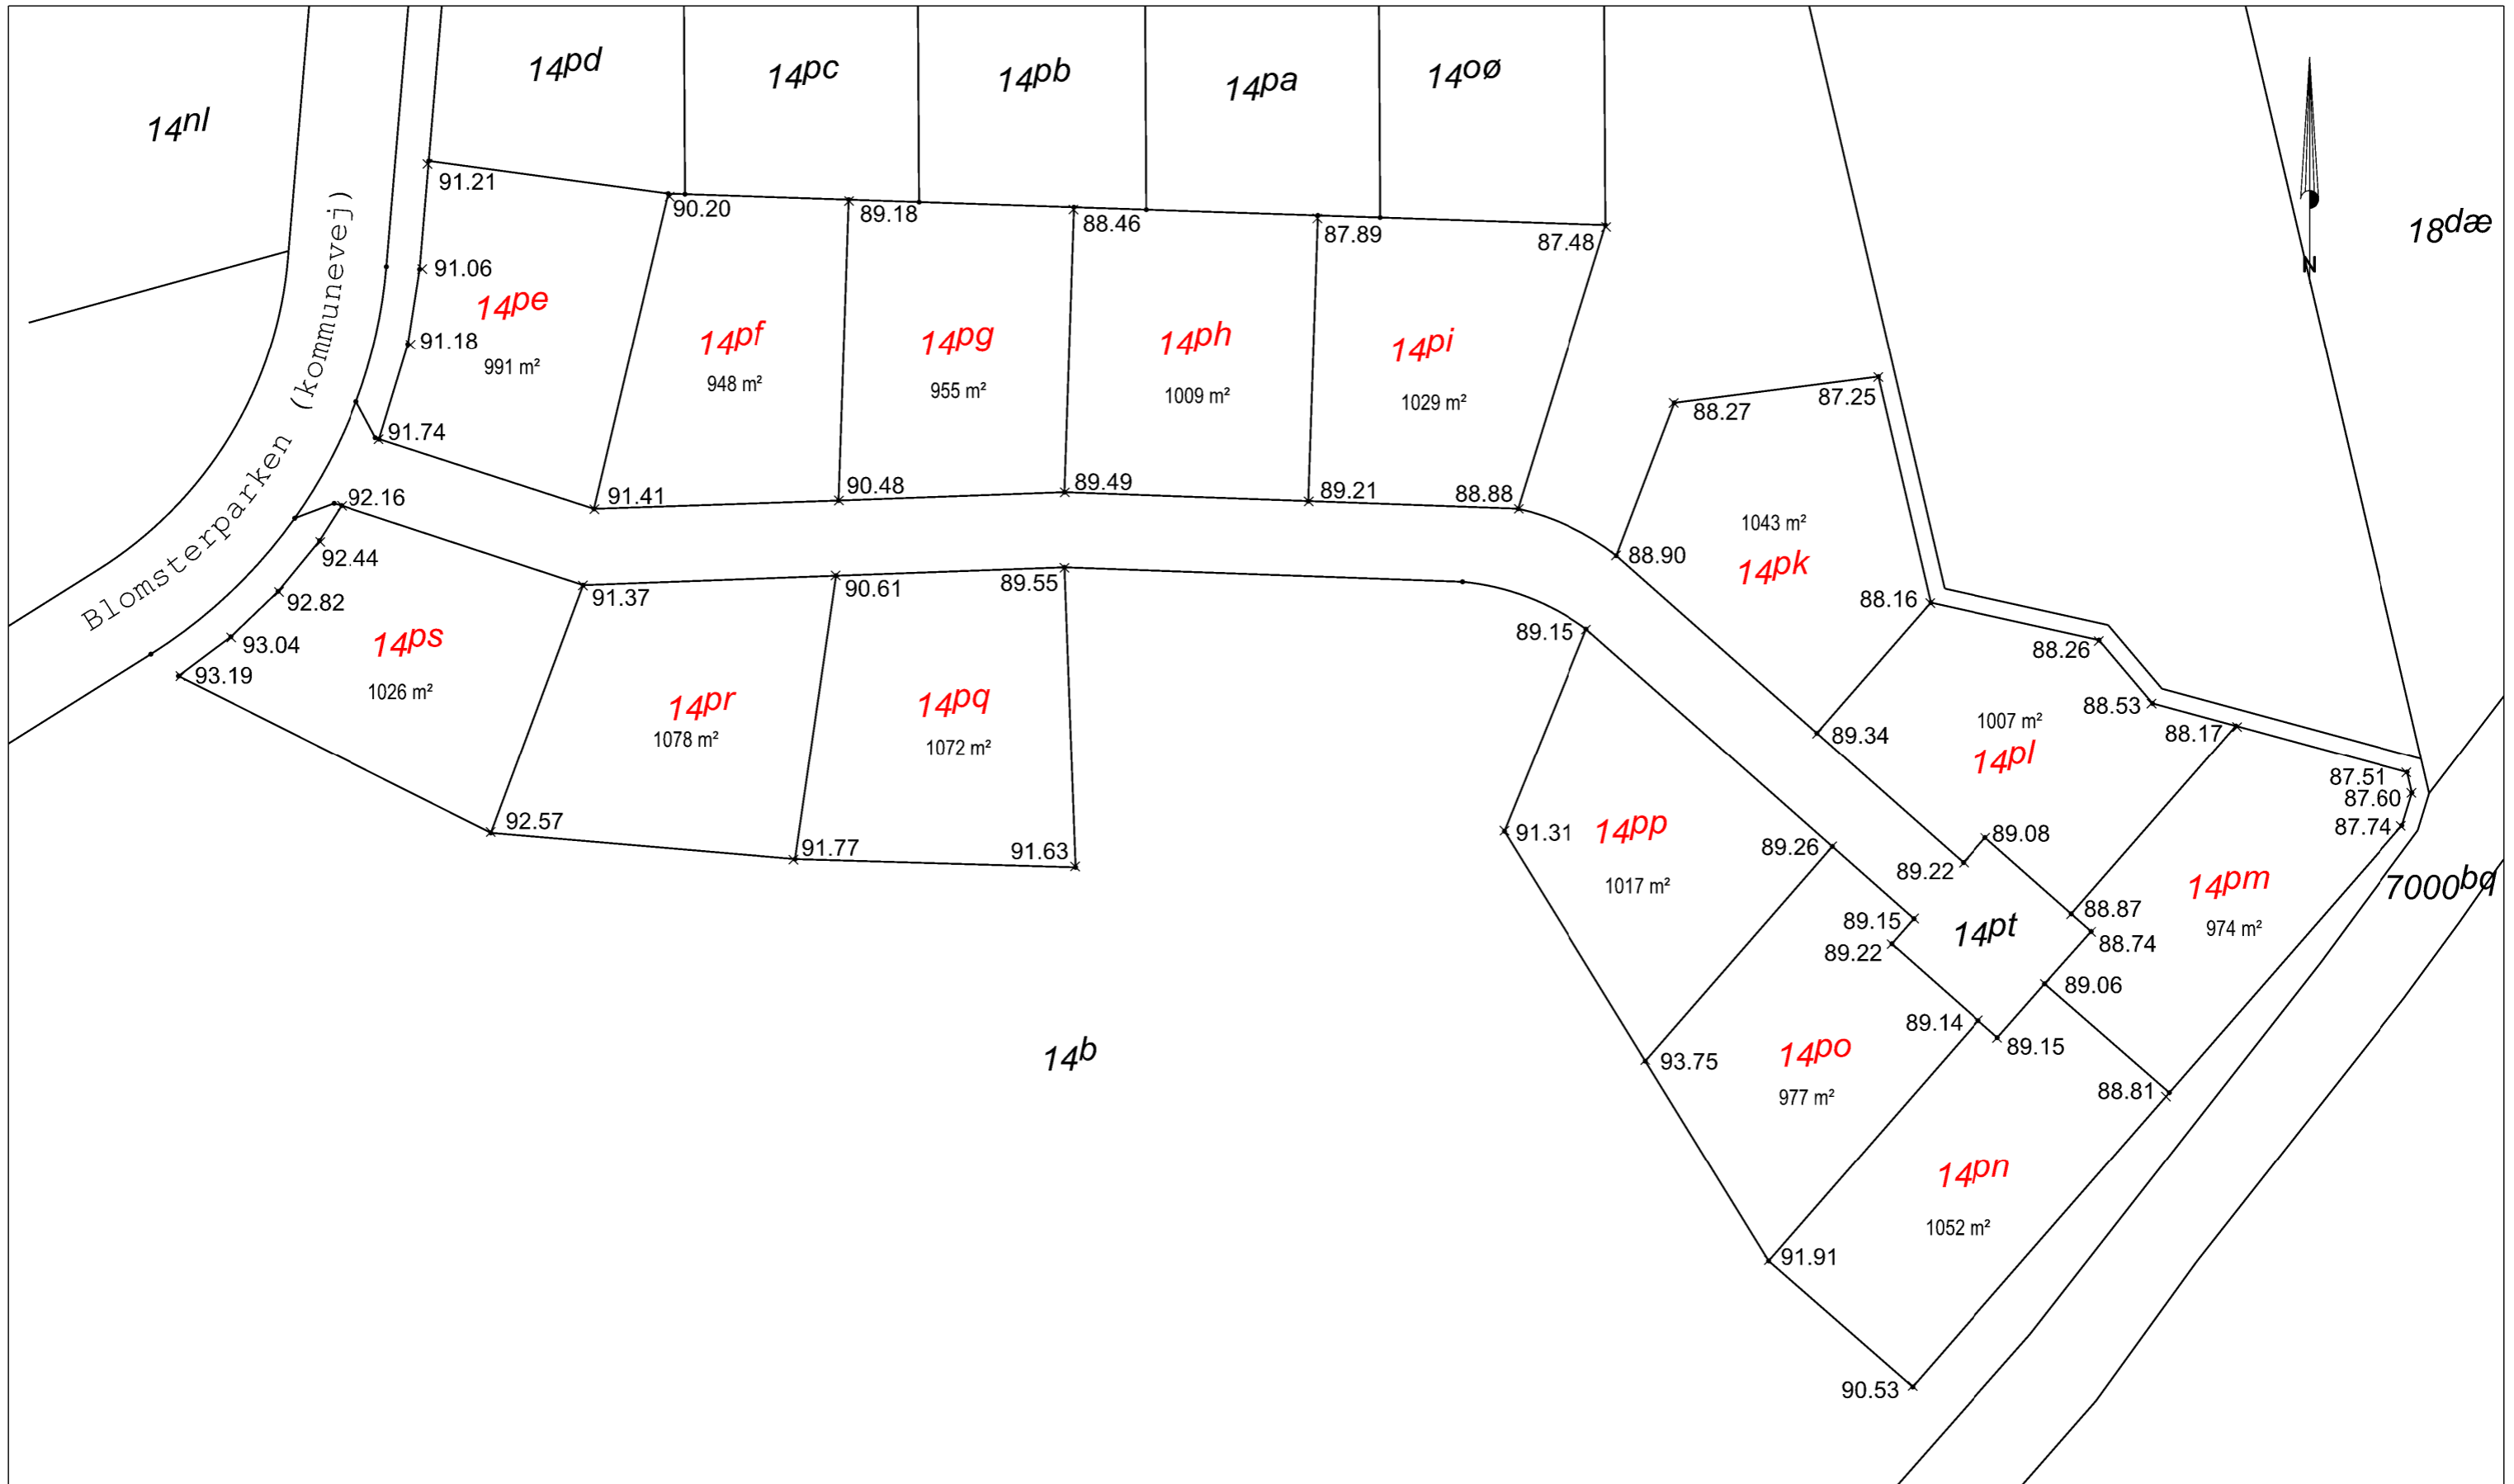 14pd
14pc
14pb
14pa
14oø
14nl
18dæ
N
91.21
90.20
89.18
88.46
87.89
87.48
91.06
14pe
91.18
991 m²
14pf
948 m²
14pg
955 m²
14ph
1009 m²
14pi
1029 m²
91.74
91.41
90.48
89.49
89.21
88.88
Blomsterparken (kommunevej)
88.27
87.25
1043 m²
14pk
88.90
88.16
88.26
88.53
92.16
92.44
92.82
93.04
93.19
14ps
1026 m²
91.37
90.61
89.55
89.15
14pr
1078 m²
14pq
1072 m²
92.57
91.77
91.63
89.34
1007 m²
14pl
88.17
87.51
87.60
87.74
91.31
14pp
1017 m²
89.26
89.22
89.08
14pm
974 m²
7000bq
88.87
88.74
89.15
89.22
14pt
89.06
89.14
89.15
88.81
14b
93.75
14po
977 m²
14pn
1052 m²
91.91
90.53